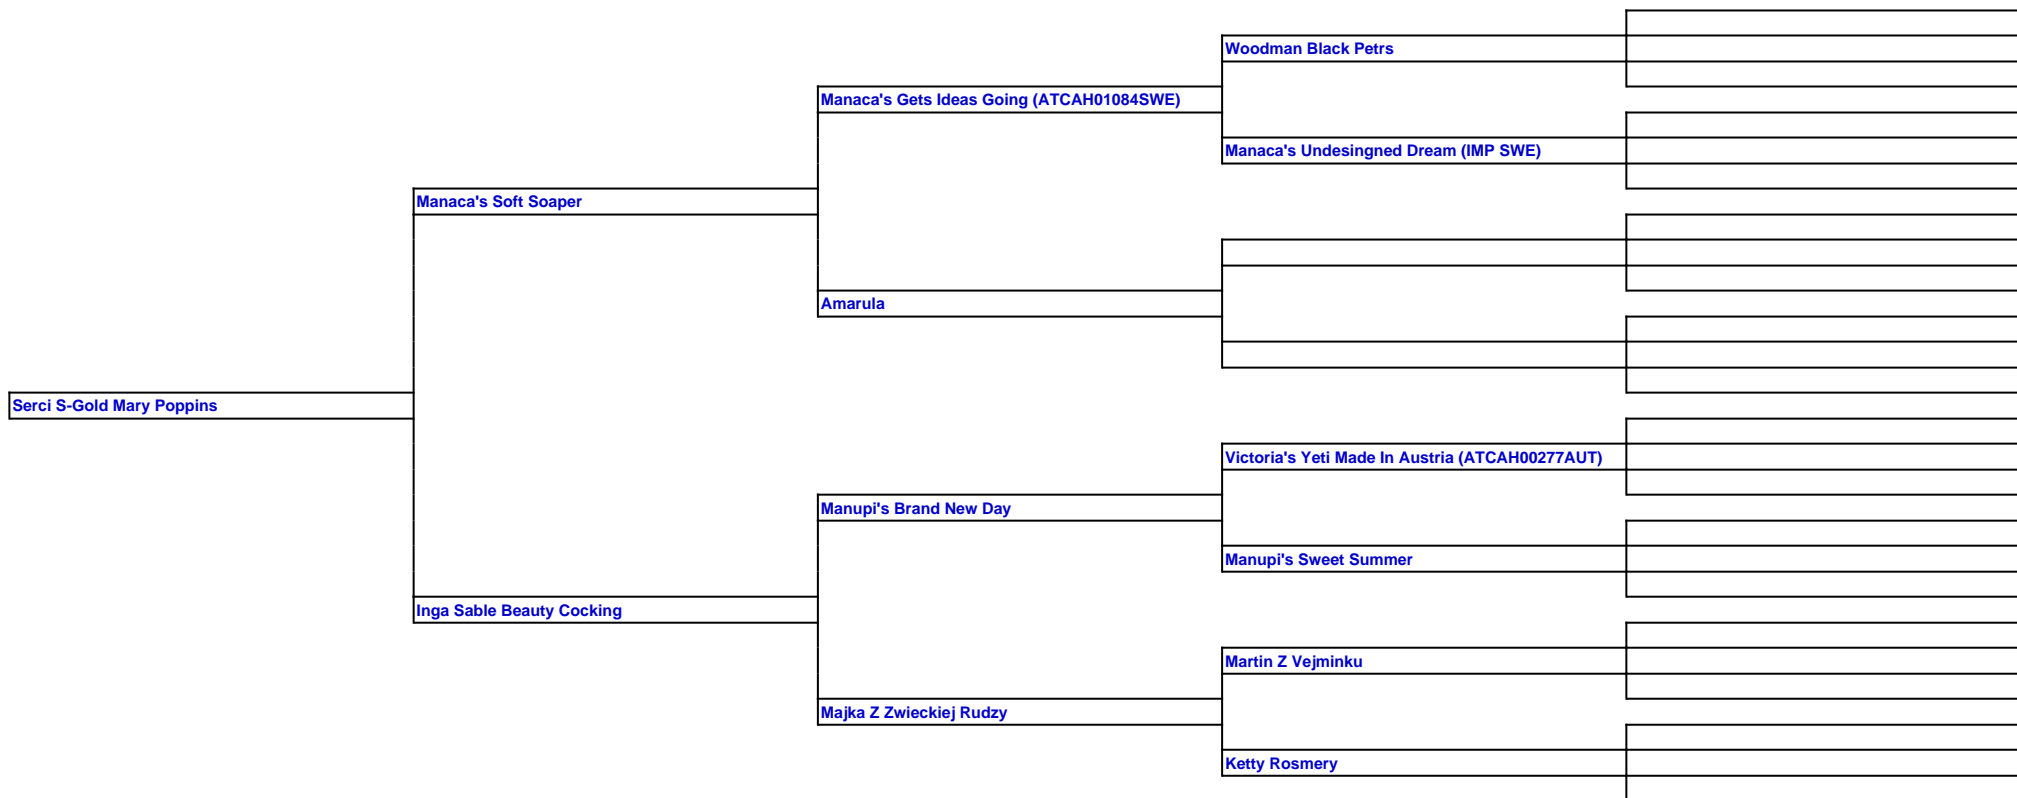 Woodman Black Petrs
Manaca's Gets Ideas Going (ATCAH01084SWE)
Manaca's Undesingned Dream (IMP SWE)
Manaca's Soft Soaper
Amarula
Serci S-Gold Mary Poppins
Victoria's Yeti Made In Austria (ATCAH00277AUT)
Manupi's Brand New Day
Manupi's Sweet Summer
Inga Sable Beauty Cocking
Martin Z Vejminku
Majka Z Zwieckiej Rudzy
Ketty Rosmery